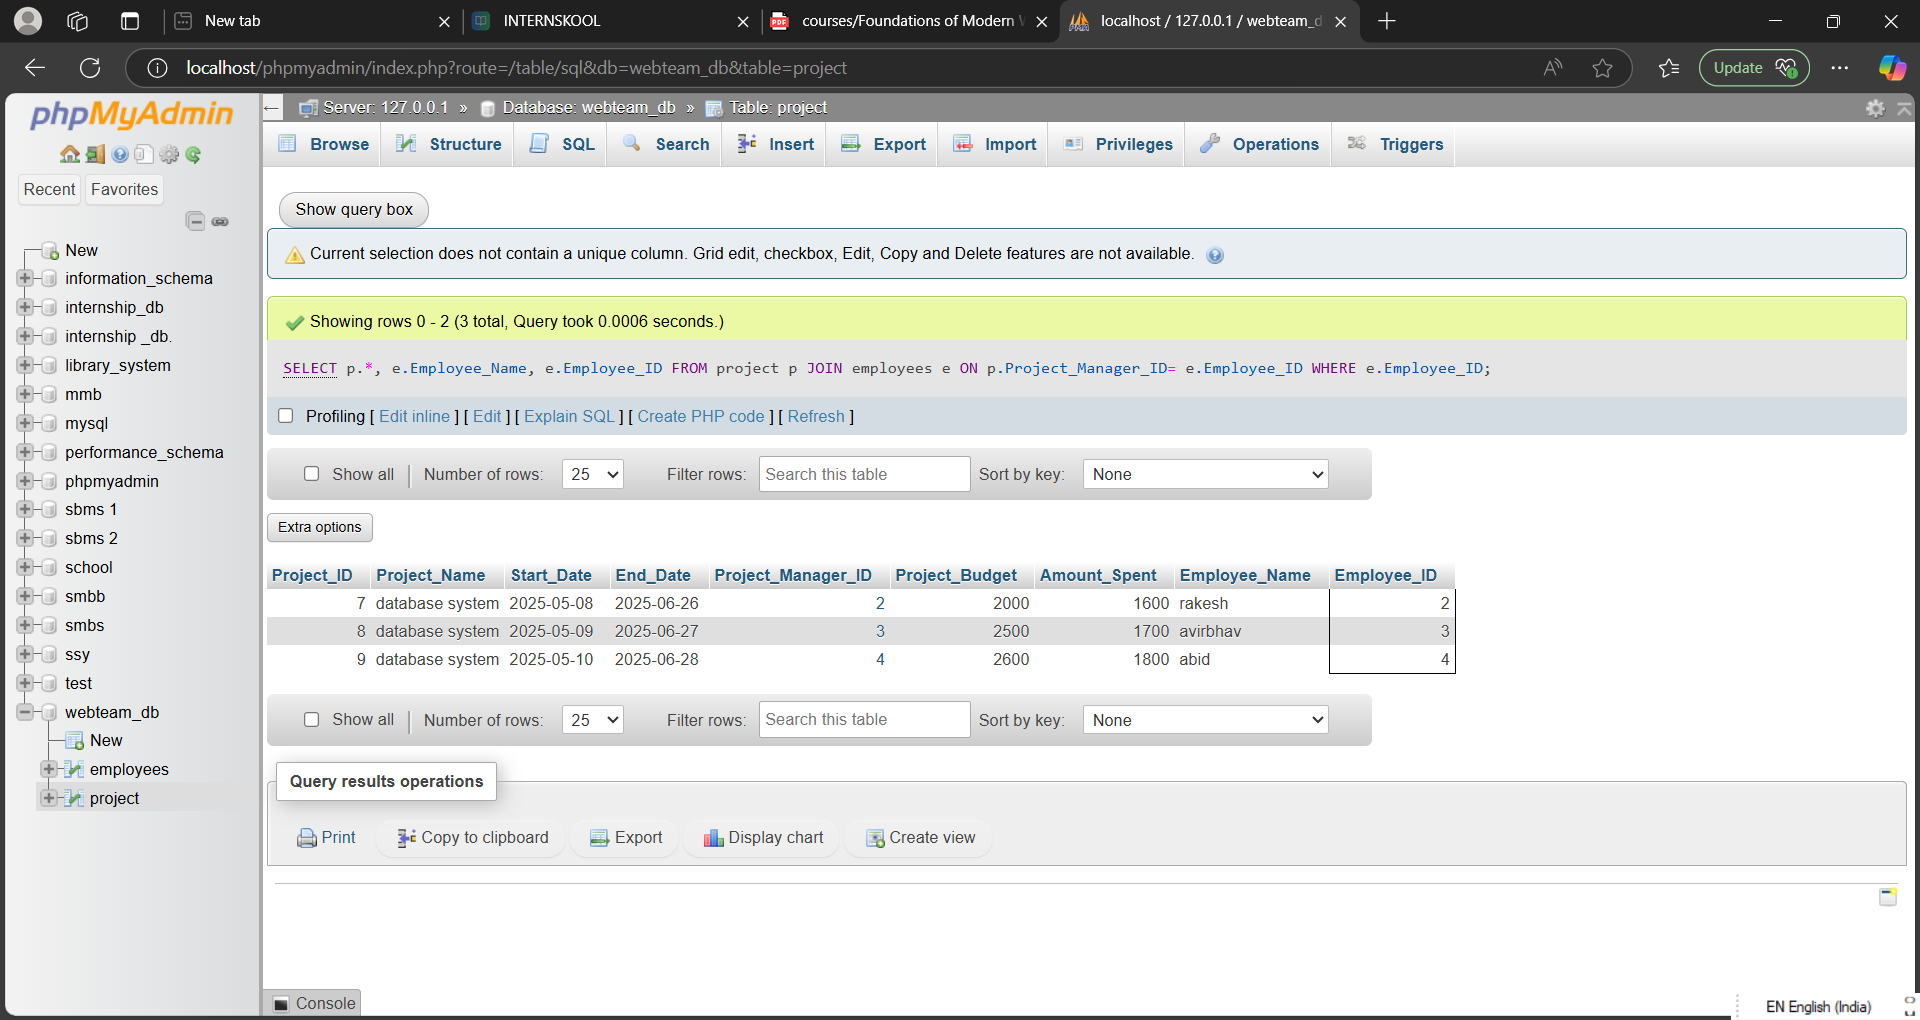 New tab
INTERNSKOOL
courses/Foundations of Modern
localhost / 127.0.0.1 / webteam_d
localhost/phpmyadmin/index.php?route=/table/sql&db=webteam_db&table=project
Update
phpMyAdmin
Recent Favorites
New
information_schema
internship_db
internship _db.
library_system
mmb
mysql
performance_schema
phpmyadmin
sbms 1
sbms 2
school
smbb
smbs
ssy
test
webteam_db
New
employees
project
Server: 127.0.0.1 » Database: webteam_db » Table: project
Browse Structure SQL Search Insert Export Import Privileges Operations Triggers
Show query box
Current selection does not contain a unique column. Grid edit, checkbox, Edit, Copy and Delete features are not available.
Showing rows 0 - 2 (3 total, Query took 0.0006 seconds.)
SELECT p.*, e.Employee_Name, e.Employee_ID FROM project p JOIN employees e ON p.Project_Manager_ID= e.Employee_ID WHERE e.Employee_ID;
Profiling [ Edit inline ] [ Edit ] [ Explain SQL ] [ Create PHP code ] [ Refresh ]
Show all Number of rows: 25 Filter rows: Search this table Sort by key: None
Extra options
Project_ID Project_Name Start_Date End_Date Project_Manager_ID Project_Budget Amount_Spent Employee_Name Employee_ID
7 database system 2025-05-08 2025-06-26 2 2000 1600 rakesh 2
8 database system 2025-05-09 2025-06-27 3 2500 1700 avirbhav 3
9 database system 2025-05-10 2025-06-28 4 2600 1800 abid 4
Show all Number of rows: 25 Filter rows: Search this table Sort by key: None
Query results operations
Print Copy to clipboard Export Display chart Create view
Console
EN English (India)